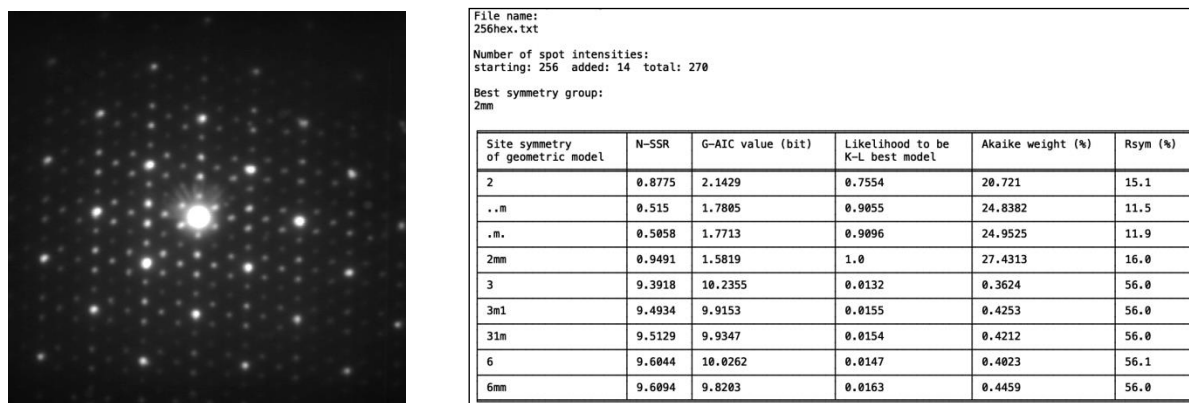 File name:
256hex.txt
Number of spot intensities:
starting: 256 added: 14 total: 270
Best symmetry group:
2mm
Site symmetry of geometric model N-SSR G-AIC value (bit) Likelihood to be K-L best model Akaike weight (%) Rsym (%)
2 0.8775 2.1429 0.7554 20.721 15.1
..m 0.515 1.7805 0.9055 24.8382 11.5
.m. 0.5058 1.7713 0.9096 24.9525 11.9
2mm 0.9491 1.5819 1.0 27.4313 16.0
3 9.3918 10.2355 0.0132 0.3624 56.0
3m1 9.4934 9.9153 0.0155 0.4253 56.0
31m 9.5129 9.9347 0.0154 0.4212 56.0
6 9.6044 10.0262 0.0147 0.4023 56.1
6mm 9.6094 9.8203 0.0163 0.4459 56.0